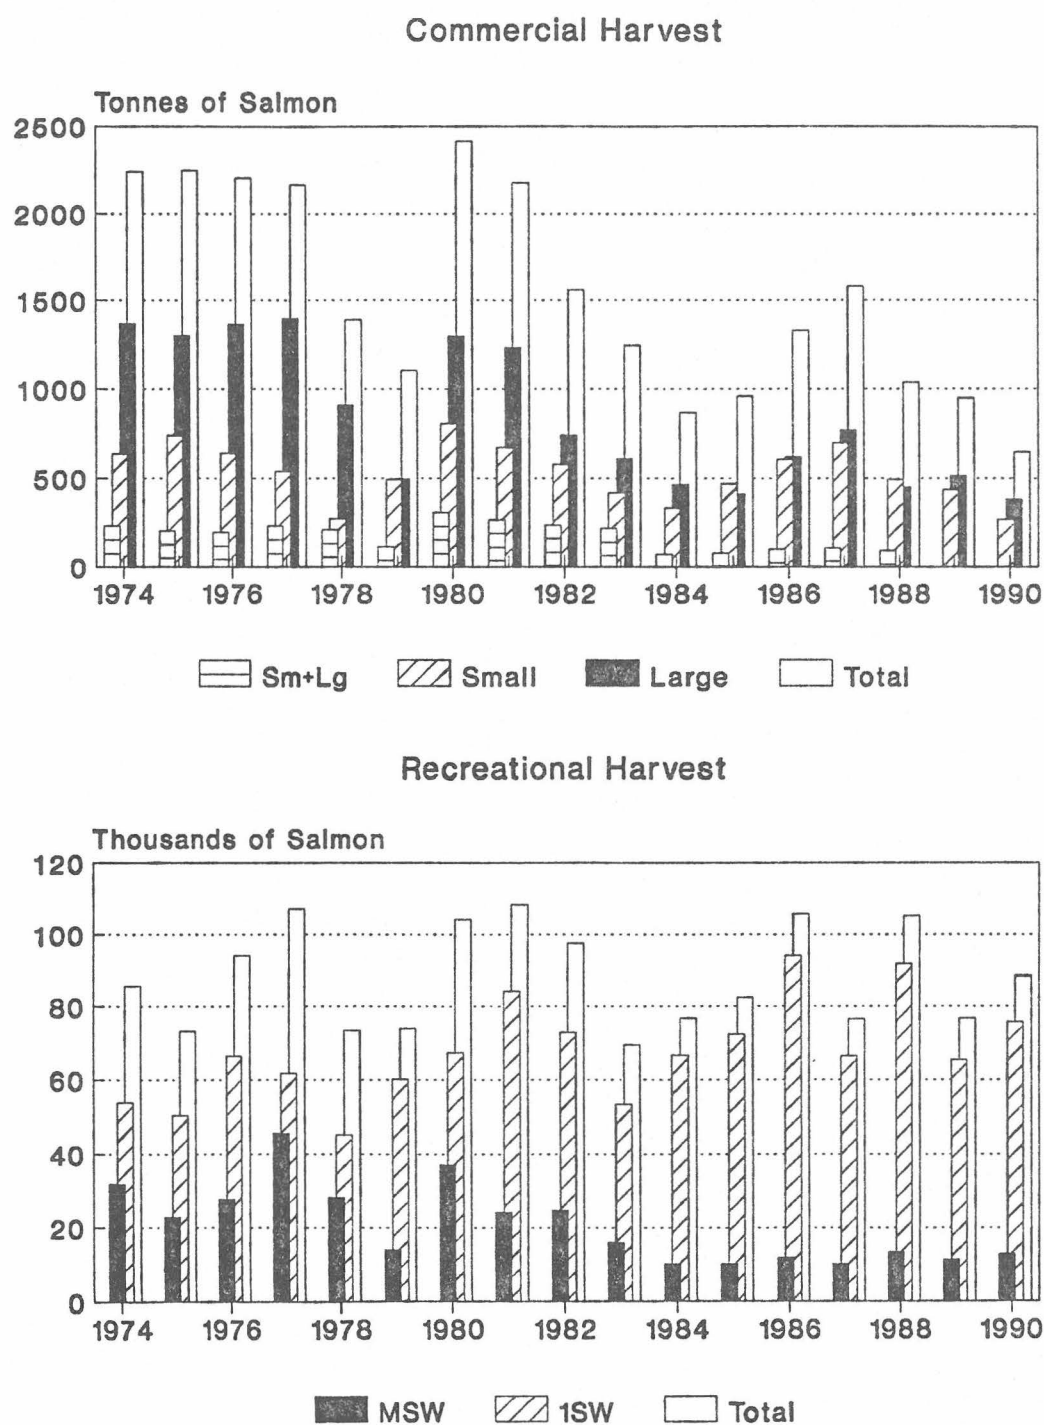 Commercial Harvest
Tonnes of Salmon
2500
2000
1500
1000
500
0
1974 1976 1978 1980 1982 1984 1986 1988 1990
Sm+Lg Small Large Total
Recreational Harvest
Thousands of Salmon
120
100
80
60
40
20
0
1974 1976 1978 1980 1982 1984 1986 1988 1990
MSW 1SW Total